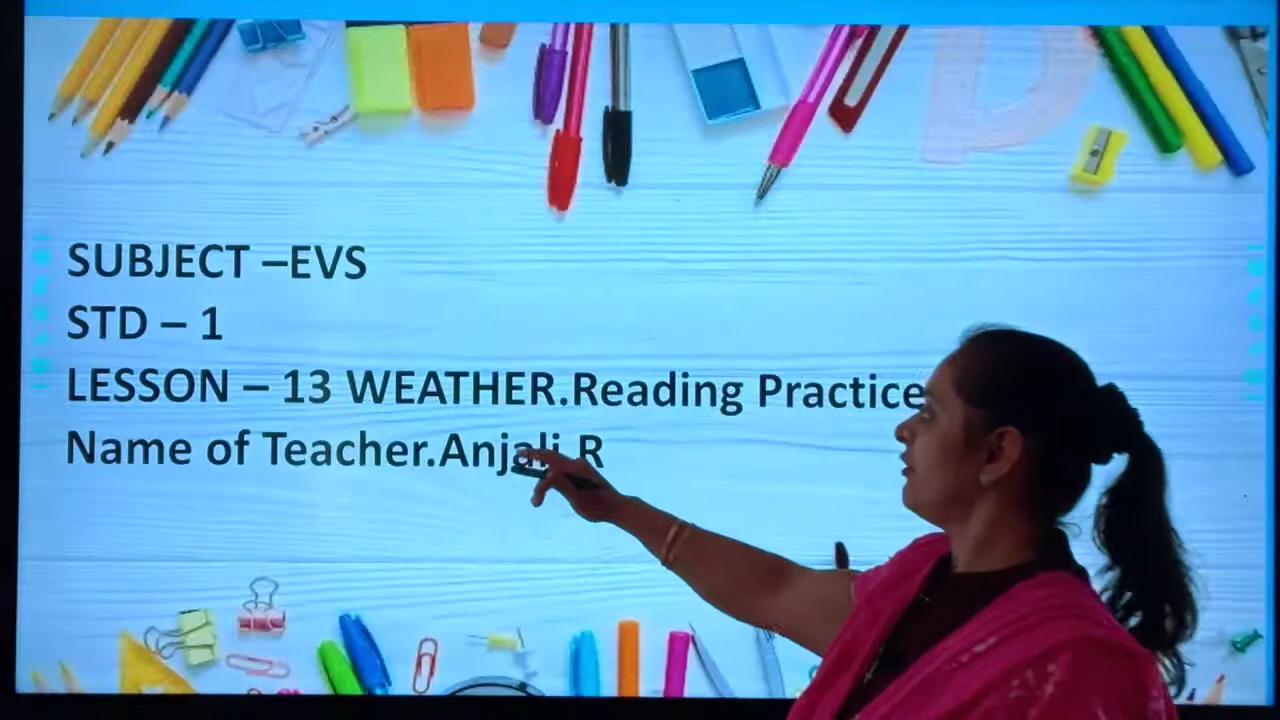 SUBJECT –EVS
STD – 1
LESSON – 13 WEATHER.Reading Practice
Name of Teacher.Anjali R